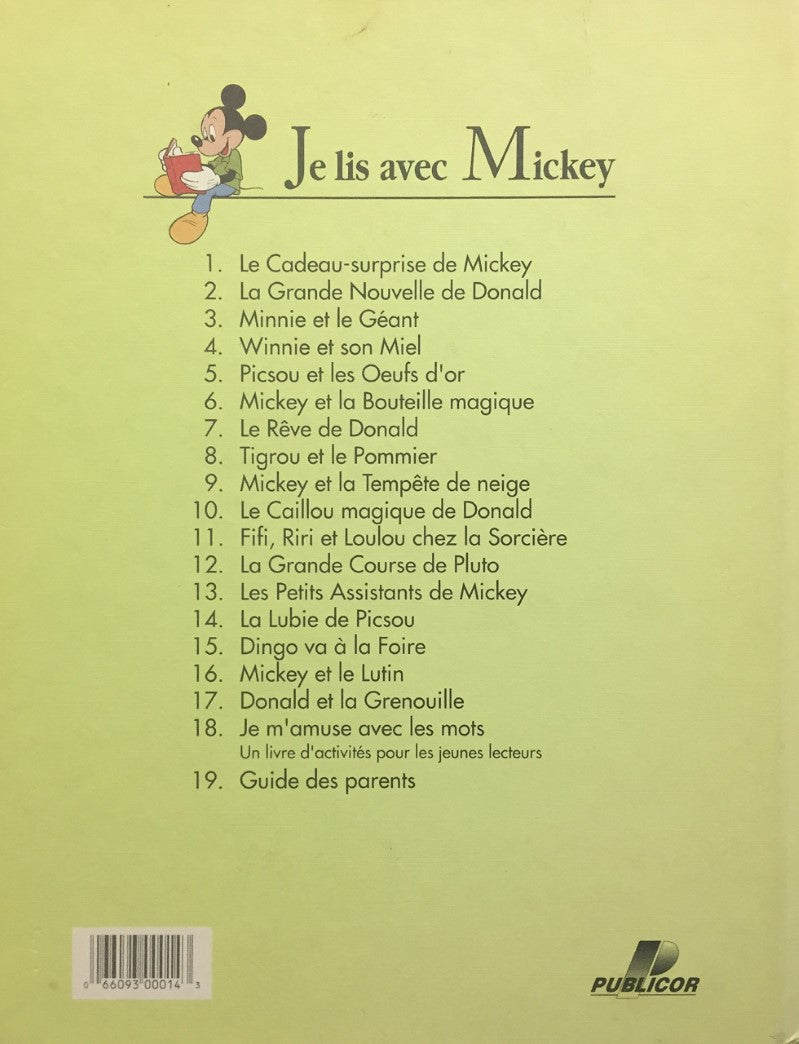 Je lis avec Mickey
1. Le Cadeau-surprise de Mickey
2. La Grande Nouvelle de Donald
3. Minnie et le Géant
4. Winnie et son Miel
5. Picsou et les Oeufs d'or
6. Mickey et la Bouteille magique
7. Le Rêve de Donald
8. Tigrou et le Pommier
9. Mickey et la Tempête de neige
10. Le Caillou magique de Donald
11. Fifi, Riri et Loulou chez la Sorcière
12. La Grande Course de Pluto
13. Les Petits Assistants de Mickey
14. La Lubie de Picsou
15. Dingo va à la Foire
16. Mickey et le Lutin
17. Donald et la Grenouille
18. Je m'amuse avec les mots
Un livre d'activités pour les jeunes lecteurs
19. Guide des parents
0 66093 00014 3
PUBLICOR